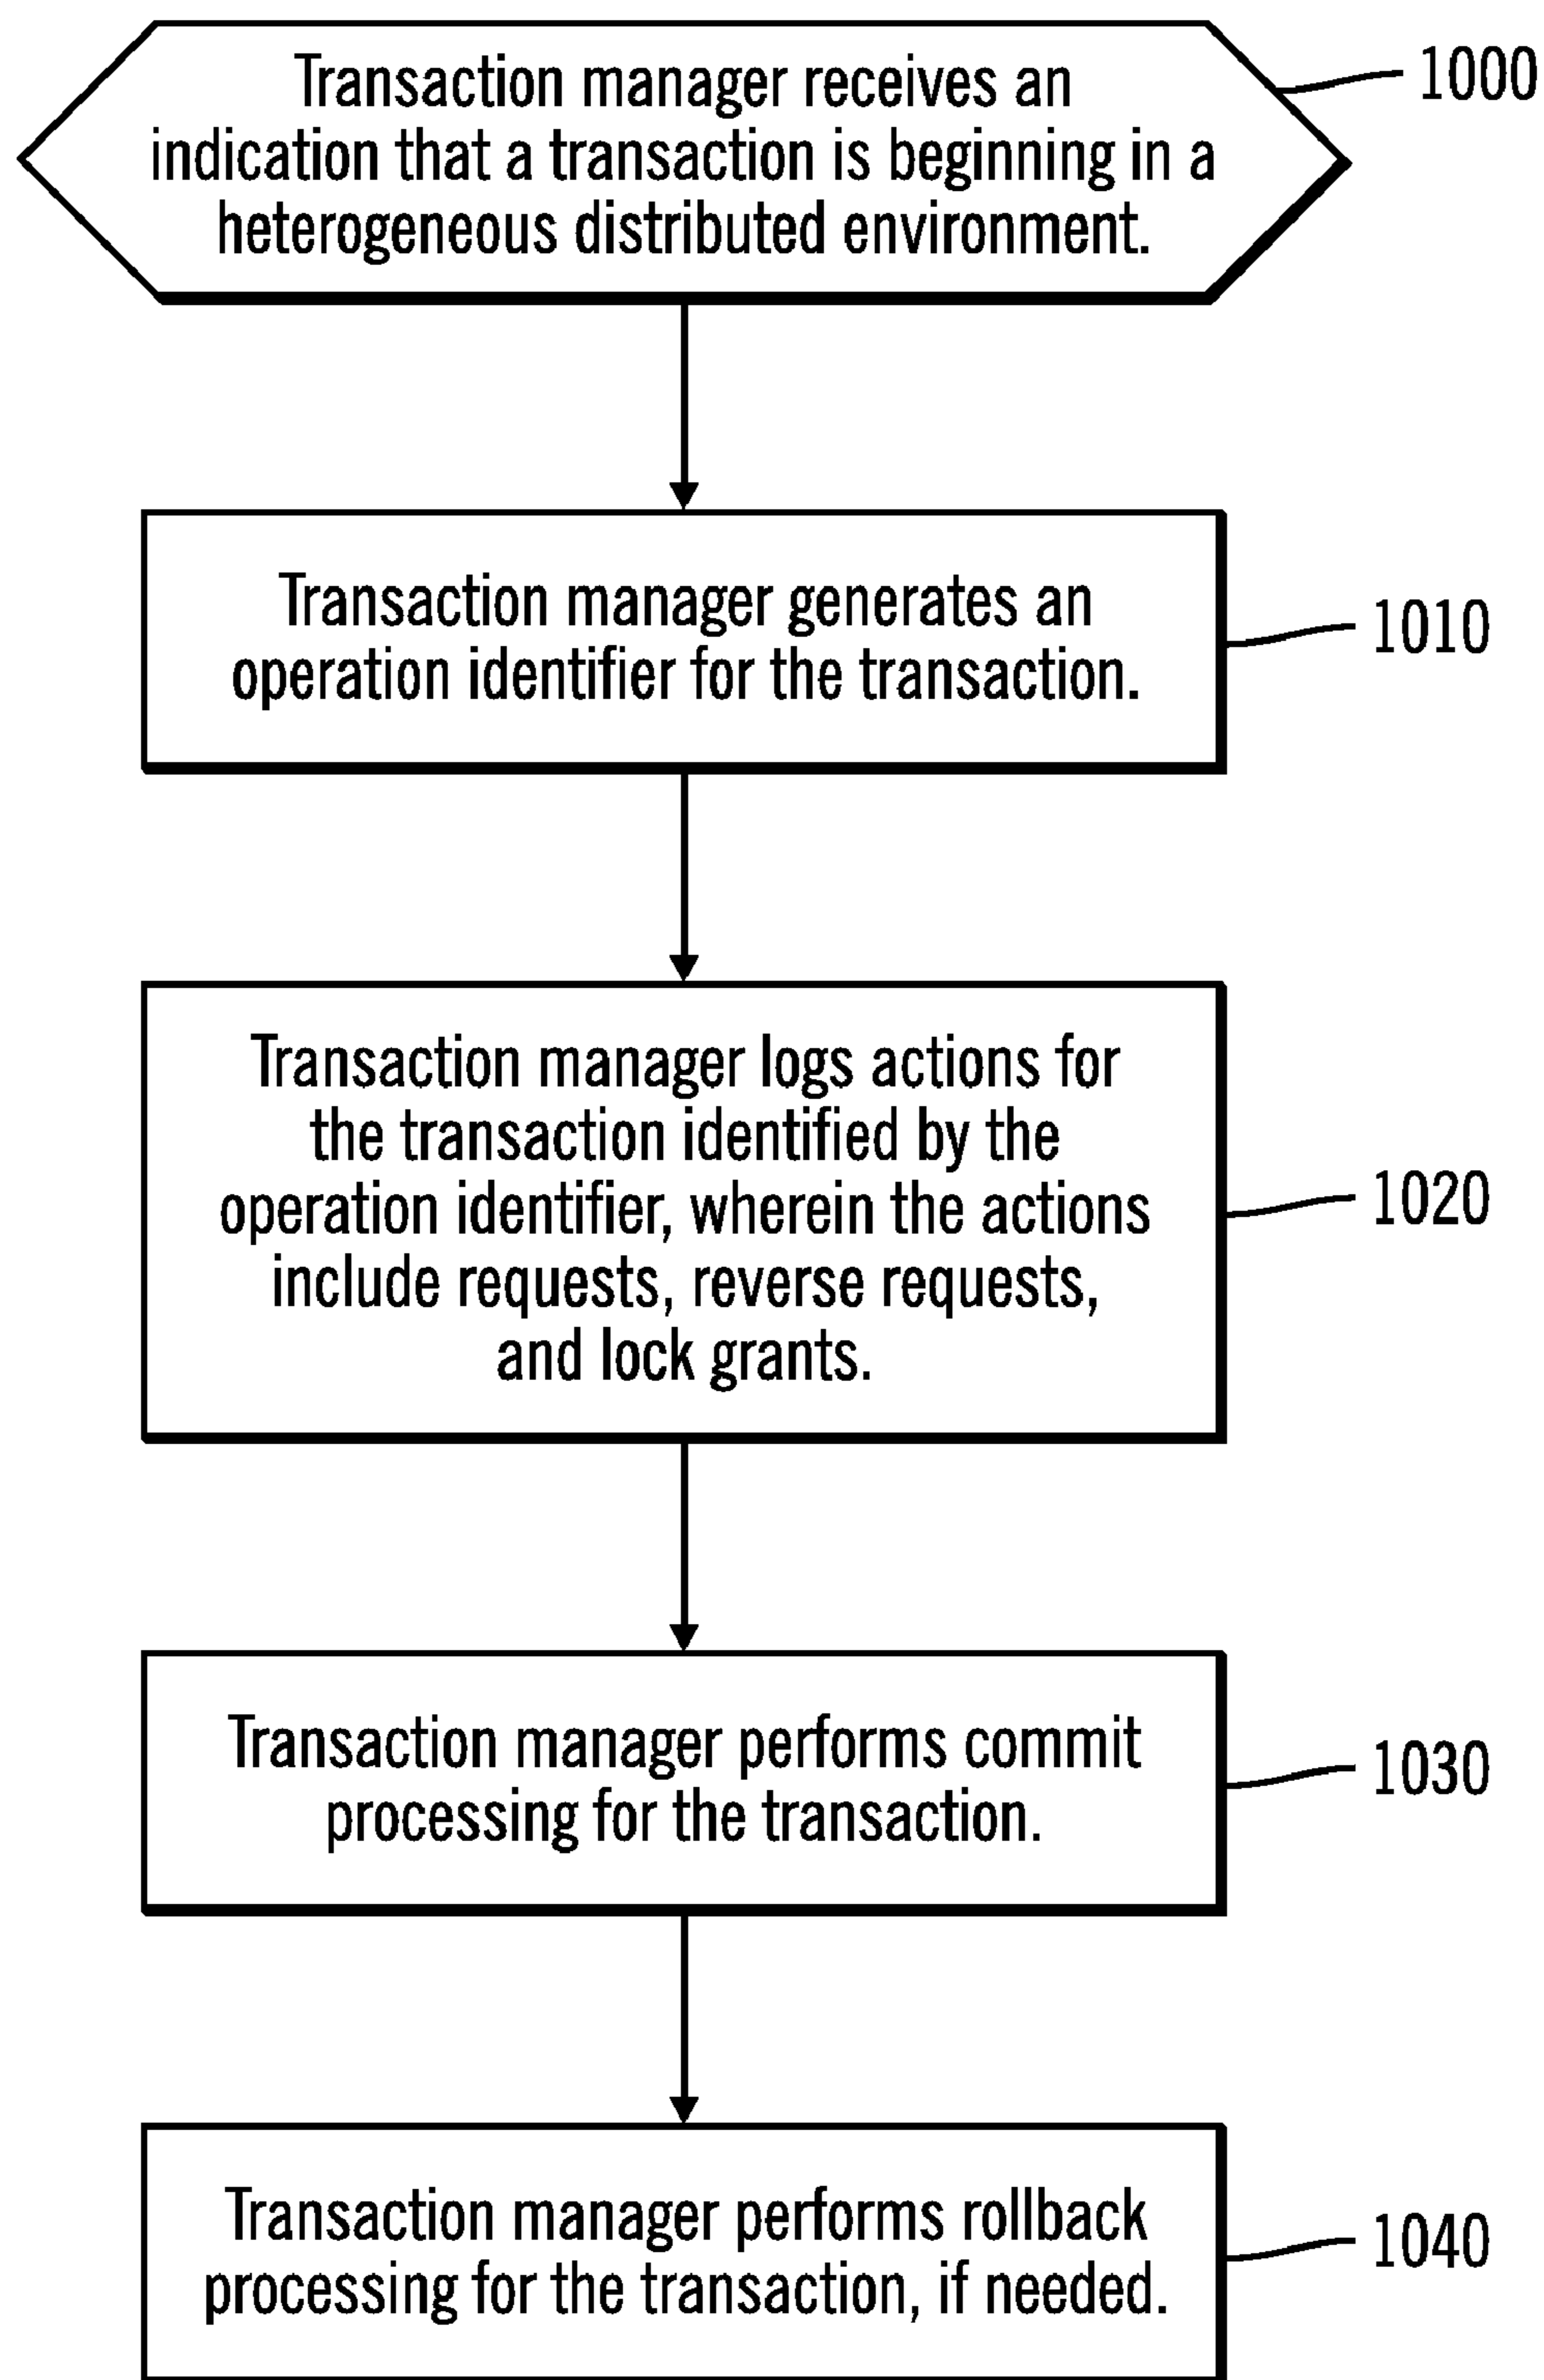 Transaction manager receives an
indication that a transaction is beginning in a
heterogeneous distributed environment.
1000
Transaction manager generates an
operation identifier for the transaction.
1010
Transaction manager logs actions for
the transaction identified by the
operation identifier, wherein the actions
include requests, reverse requests,
and lock grants.
1020
Transaction manager performs commit
processing for the transaction.
1030
Transaction manager performs rollback
processing for the transaction, if needed.
1040